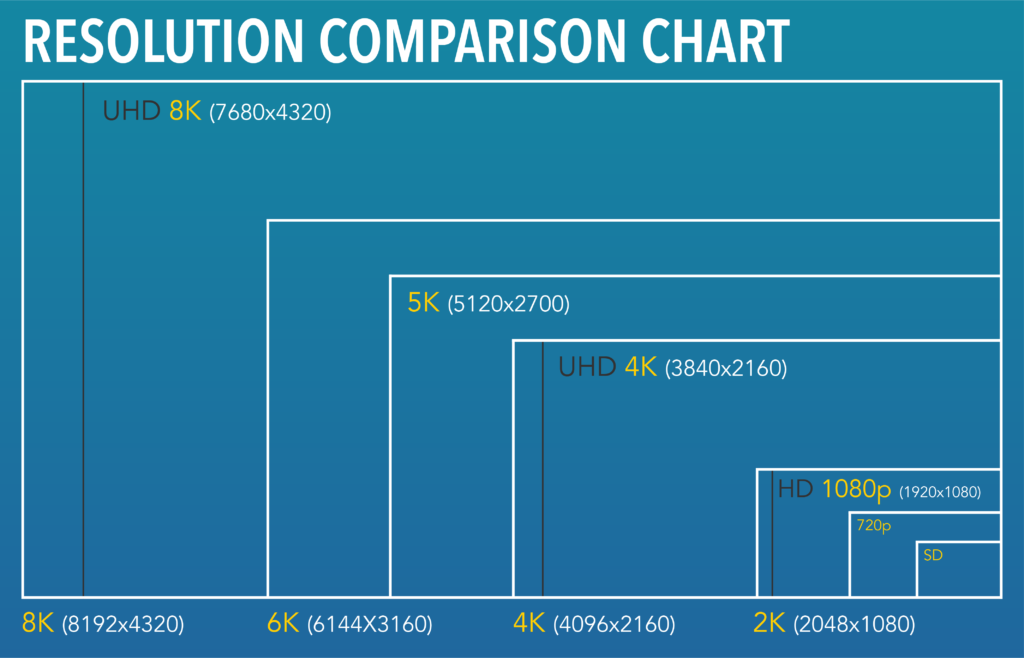 RESOLUTION COMPARISON CHART
UHD 8K (7680x4320)
5K (5120x2700)
UHD 4K (3840x2160)
HD 1080p (1920x1080)
720p
SD
8K (8192x4320)
6K (6144X3160)
4K (4096x2160)
2K (2048x1080)